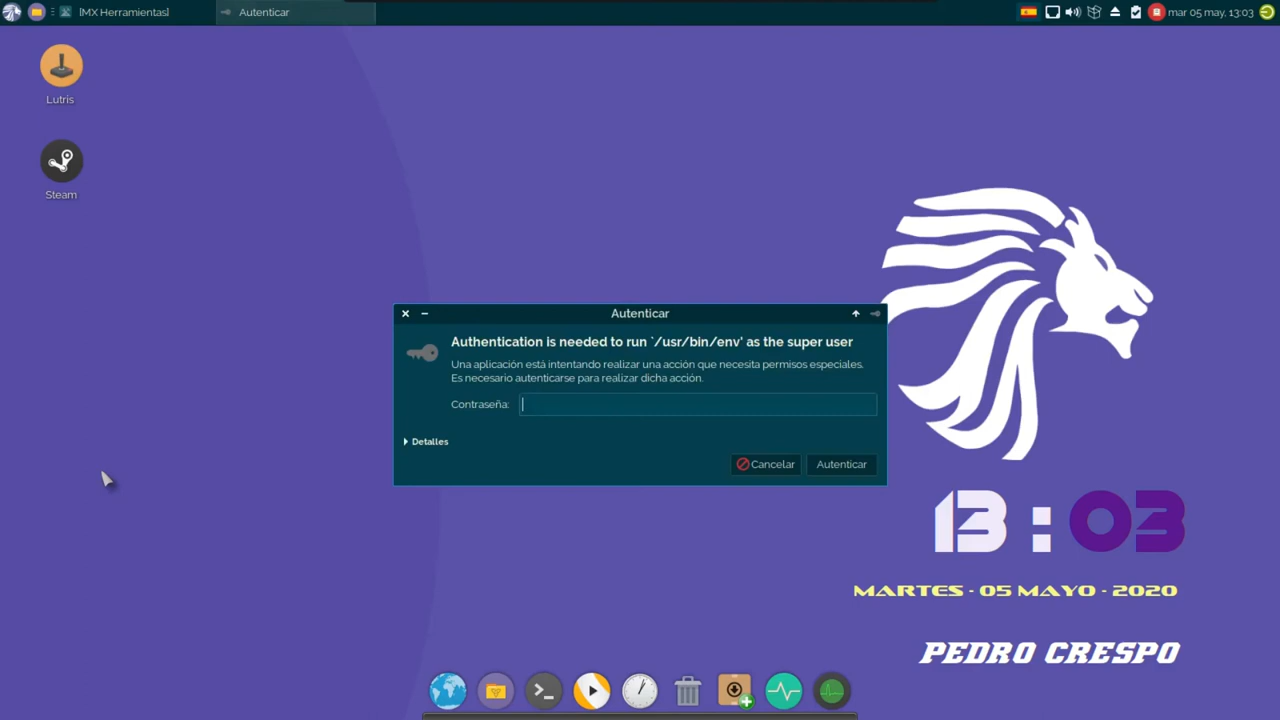 [MX Herramientas]
Autenticar
mar 05 may, 13:03
Lutris
Steam
Autenticar
Authentication is needed to run `/usr/bin/env' as the super user
Una aplicación está intentando realizar una acción que necesita permisos especiales.
Es necesario autenticarse para realizar dicha acción.
Contraseña:
Detalles
Cancelar
Autenticar
13:03
MARTES - 05 MAYO - 2020
PEDRO CRESPO